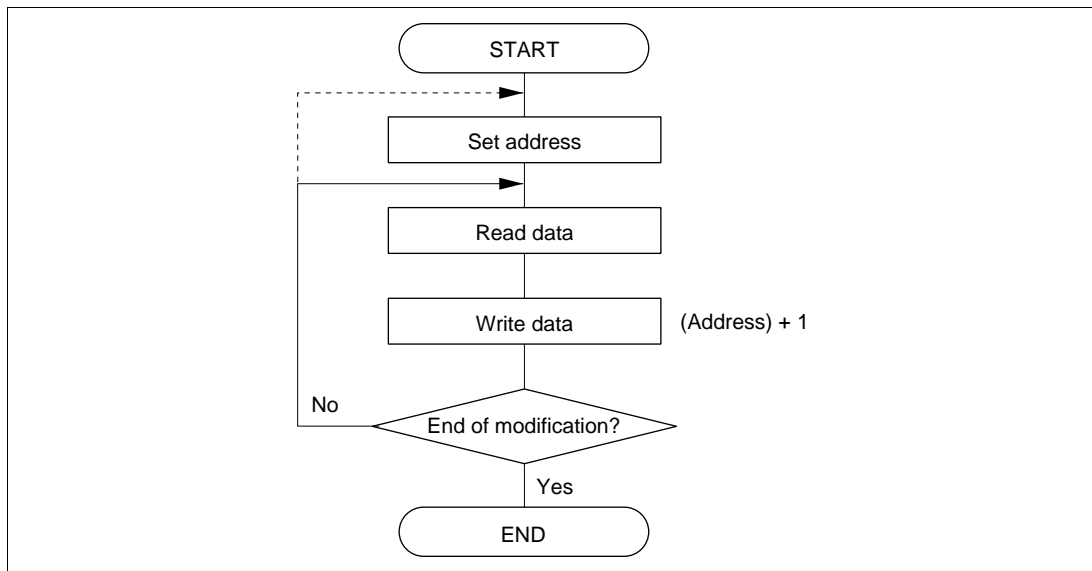 START
Set address
Read data
Write data
(Address) + 1
No
End of modification?
Yes
END